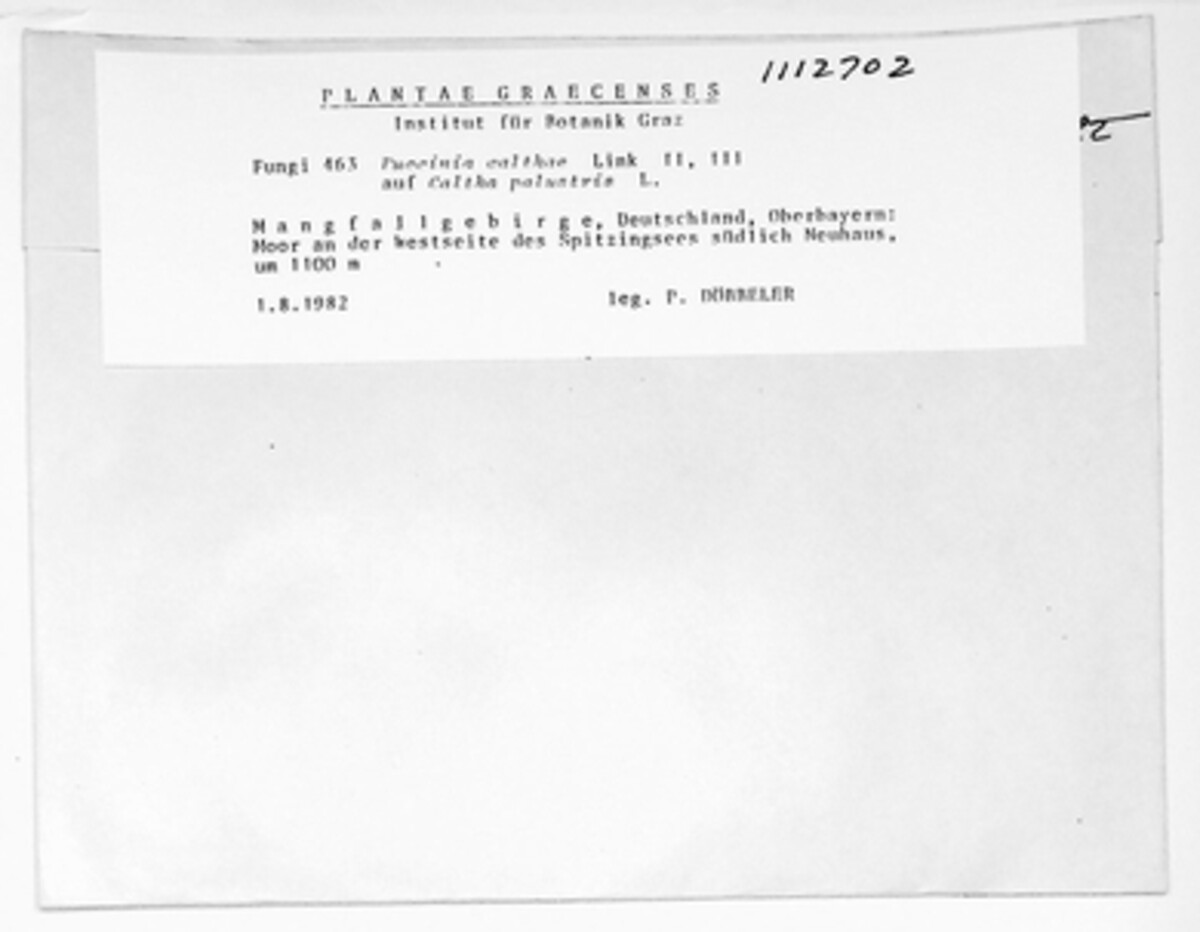 1112702
PLANTAE GRAECENSES
Institut für Botanik Graz
Fungi 463 Puccinia calthae Link II, III
auf Caltha palustris L.
Mangfallgebirge, Deutschland, Oberbayern:
Moor an der Westseite des Spitzingsees südlich Neuhaus,
um 1100 m
1.8.1982 leg. P. DÖBBELER